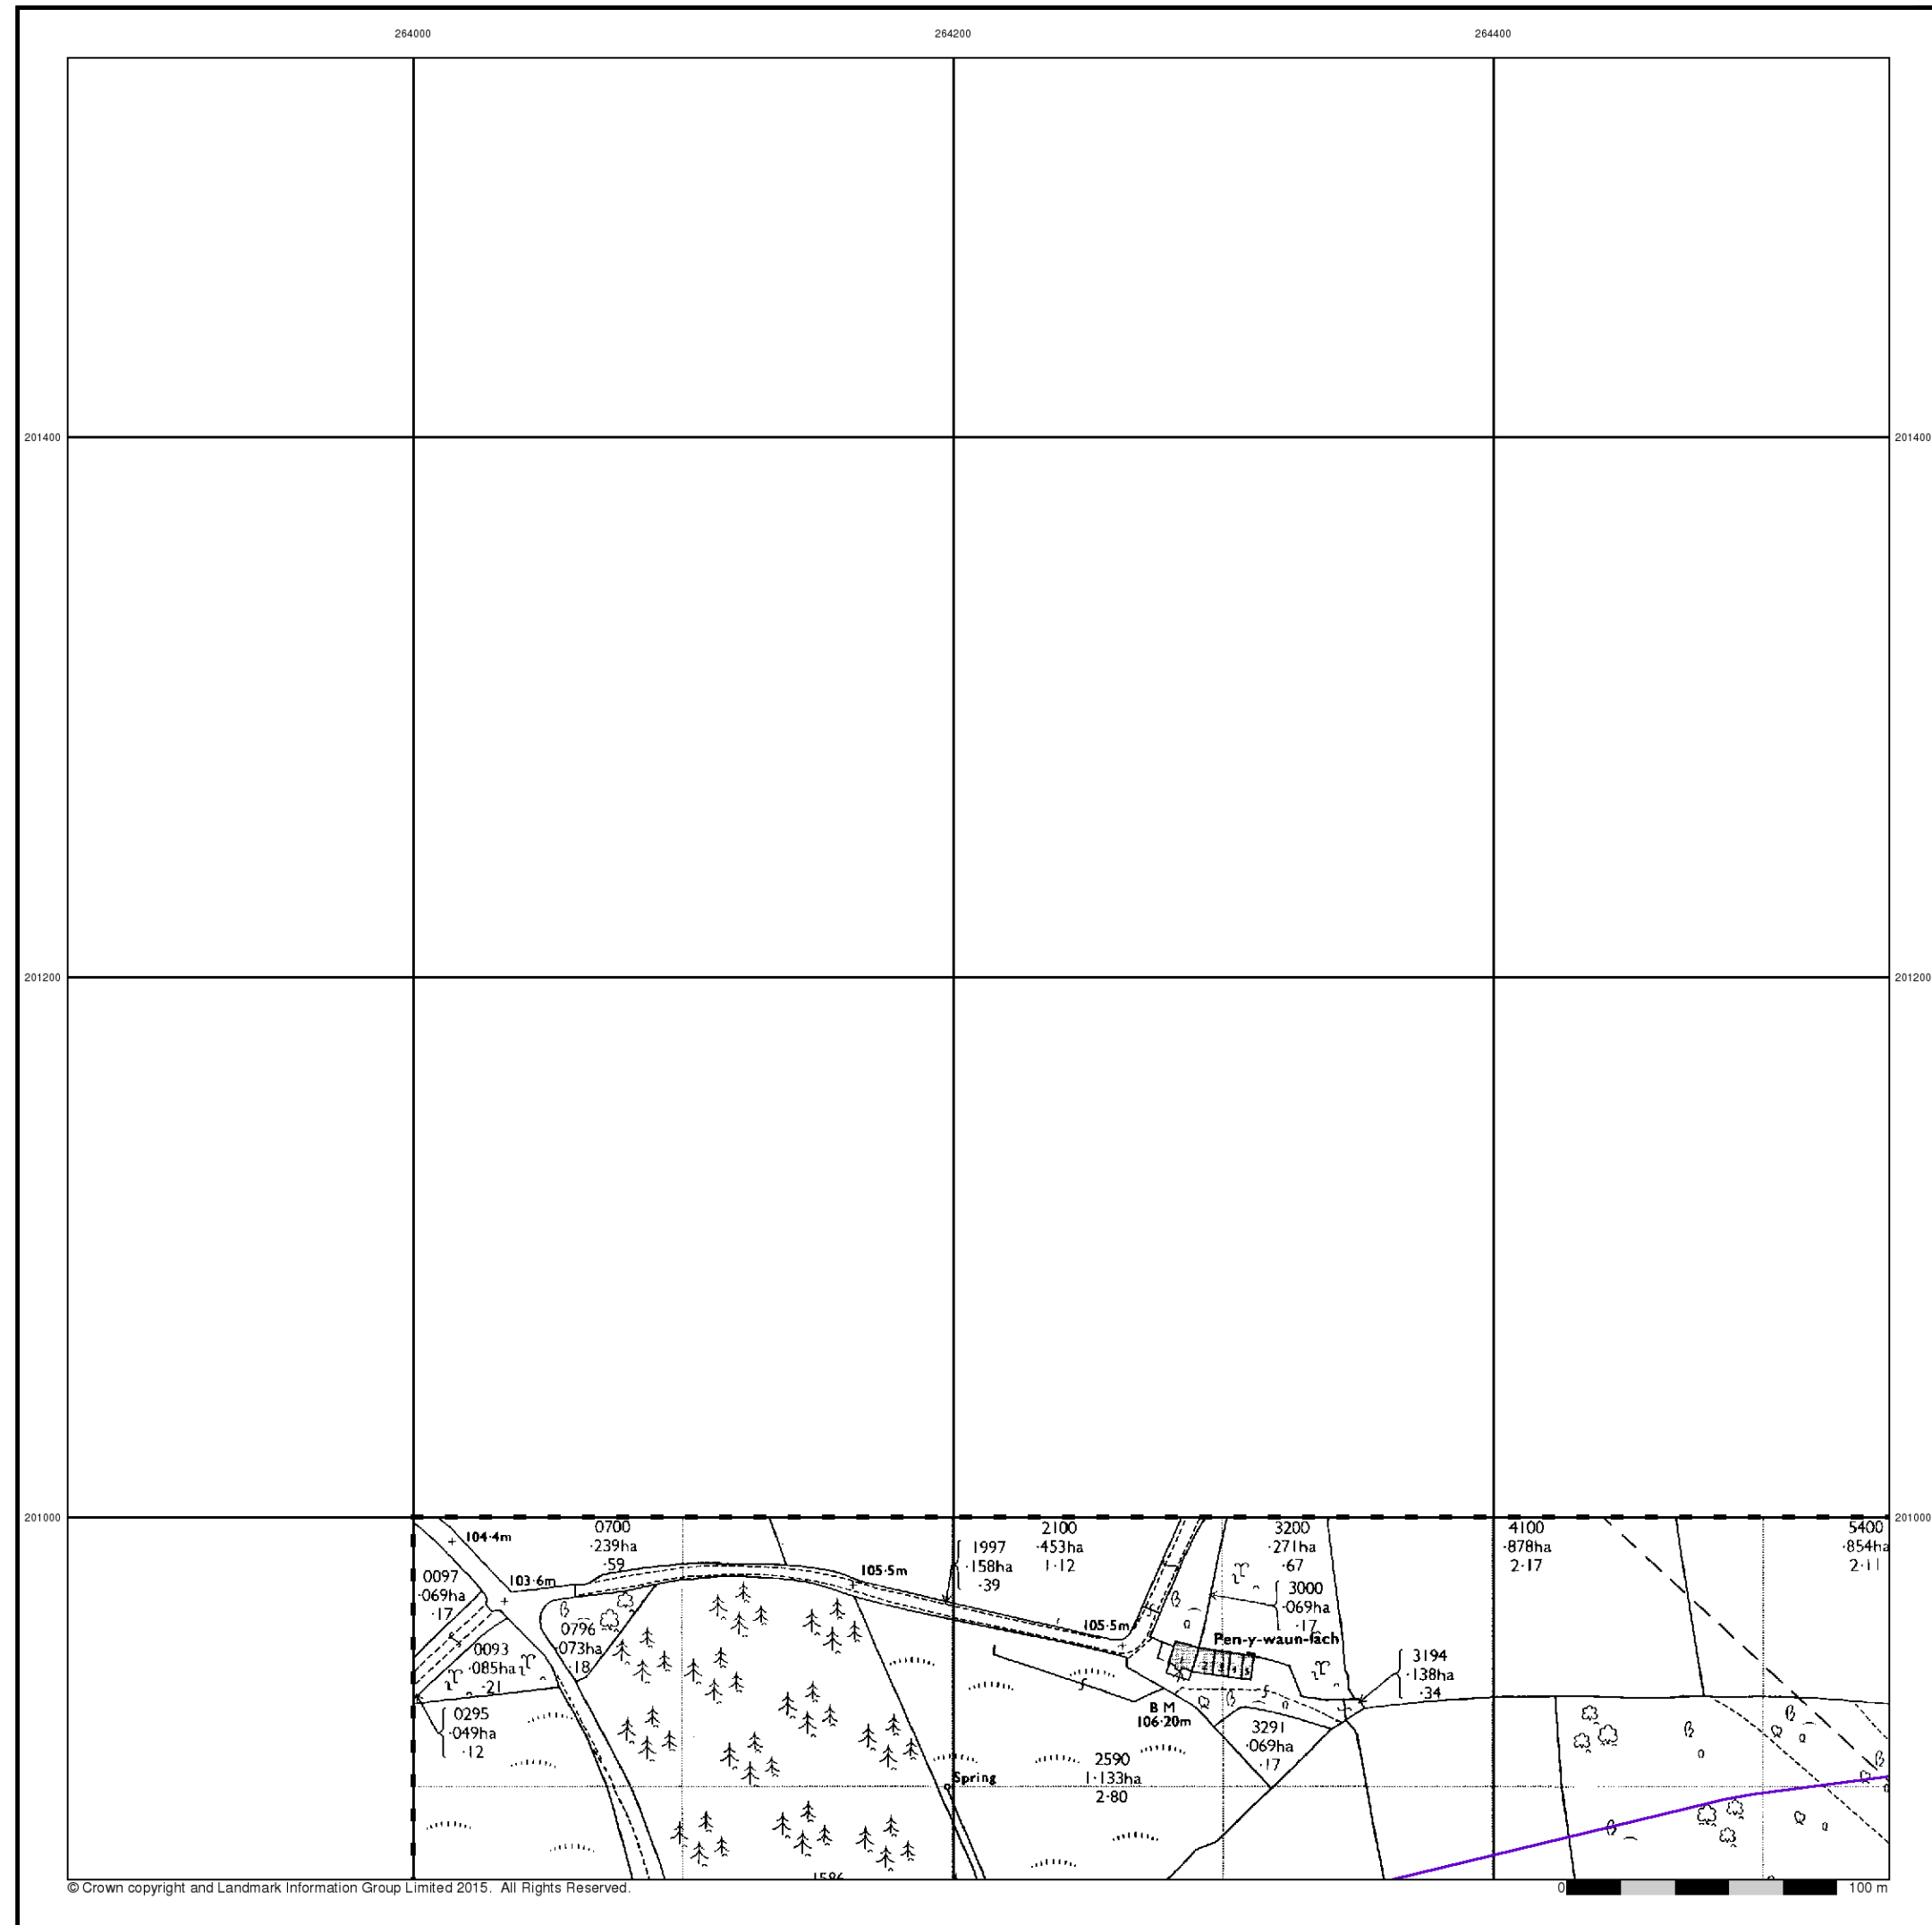 264000
264200
264400
201400
201400
201200
201200
201000
201000
104·4m
0700
·239ha
·59
0097
·069ha
·17
103·6m
105·5m
1997
·158ha
·39
2100
·453ha
1·12
3200
·271ha
·67
3000
·069ha
·17
4100
·878ha
2·17
5400
·854ha
2·11
0796
·073ha
·18
0093
·085ha
·21
105·5m
Pen-y-waun-fach
2 3 4 5
3194
·138ha
·34
0295
·049ha
·12
B M
106·20m
3291
·069ha
·17
Spring
2590
1·133ha
2·80
© Crown copyright and Landmark Information Group Limited 2015. All Rights Reserved.
0
100 m